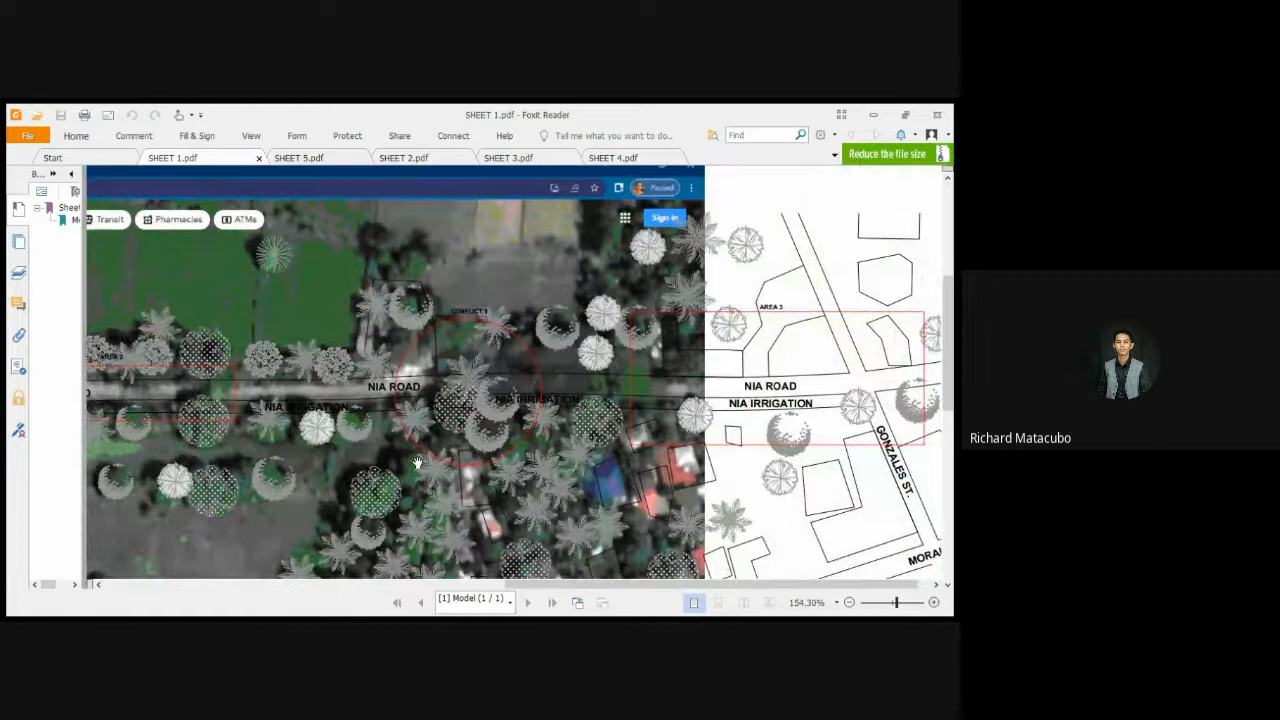 SHEET 1.pdf - Foxit Reader
File Home Comment Fill & Sign View Form Protect Share Connect Help Tell me what you want to do.. Find
Start SHEET 1.pdf SHEET 5.pdf SHEET 2.pdf SHEET 3.pdf SHEET 4.pdf Reduce the file size
B...
Sheet
Paused
Transit Pharmacies ATMs Sign in
AREA 3
CONFLICT 1
NIA ROAD NIA ROAD
NIA IRRIGATION NIA IRRIGATION NIA IRRIGATION
GONZALES ST.
MORA
[1] Model (1 / 1) 154.30%
Richard Matacubo